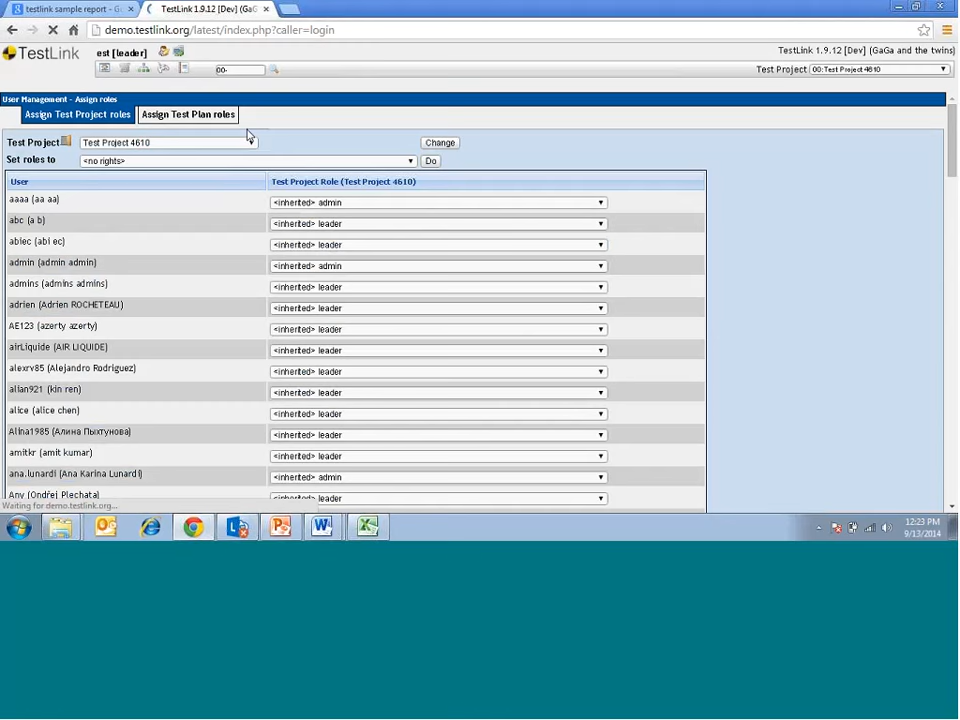 testlink sample report - Go
TestLink 1.9.12 [Dev] (GaG
demo.testlink.org/latest/index.php?caller=login
TestLink
est [leader]
TestLink 1.9.12 [Dev] (GaGa and the twins)
00-
Test Project 00:Test Project 4610
User Management - Assign roles
Assign Test Project roles Assign Test Plan roles
Test Project Test Project 4610 Change
Set roles to <no rights> Do
User Test Project Role (Test Project 4610)
aaaa (aa aa) <inherited> admin
abc (a b) <inherited> leader
abiec (abi ec) <inherited> leader
admin (admin admin) <inherited> admin
admins (admins admins) <inherited> leader
adrien (Adrien ROCHETEAU) <inherited> leader
AE123 (azerty azerty) <inherited> leader
airLiquide (AIR LIQUIDE) <inherited> leader
alexrv85 (Alejandro Rodriguez) <inherited> leader
allan921 (kin ren) <inherited> leader
alice (alice chen) <inherited> leader
Alina1985 (Алина Пыхтунова) <inherited> leader
amitkr (amit kumar) <inherited> leader
ana.lunardi (Ana Karina Lunardi) <inherited> admin
Any (Ondřej Plechata) <inherited> leader
Waiting for demo.testlink.org...
12:23 PM
9/13/2014